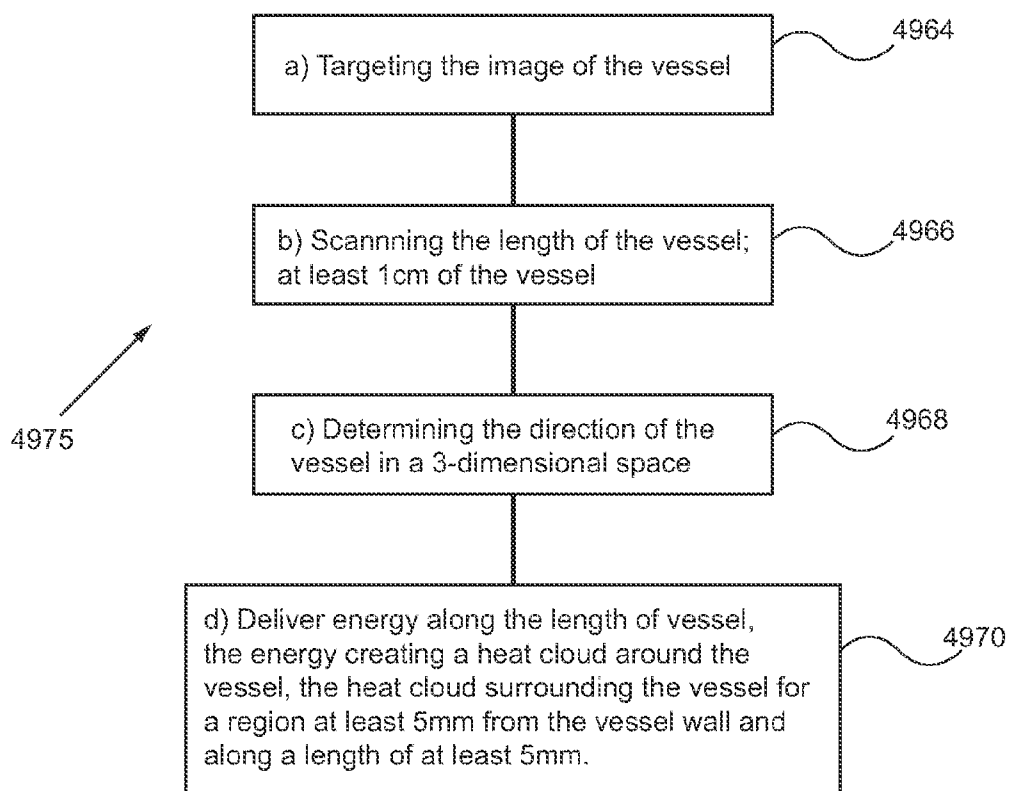 a) Targeting the image of the vessel
4964
b) Scannning the length of the vessel;
at least 1cm of the vessel
4966
4975
c) Determining the direction of the
vessel in a 3-dimensional space
4968
d) Deliver energy along the length of vessel,
the energy creating a heat cloud around the
vessel, the heat cloud surrounding the vessel for
a region at least 5mm from the vessel wall and
along a length of at least 5mm.
4970